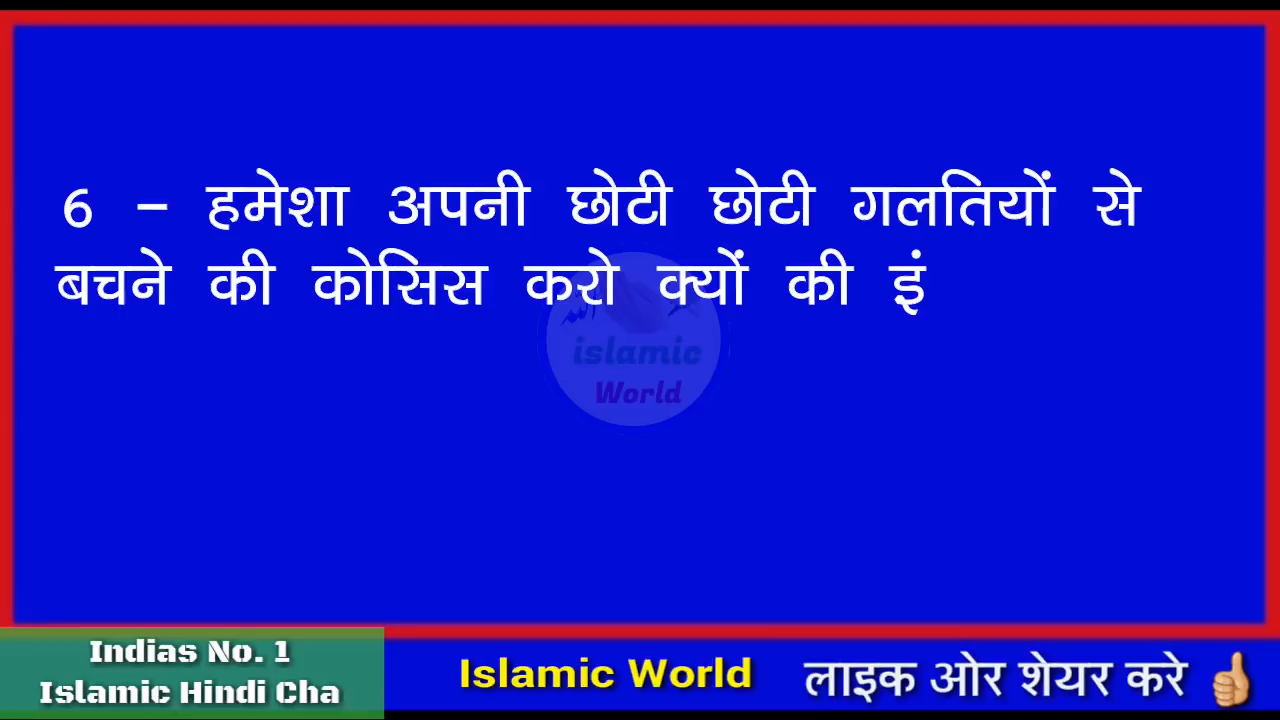 6 – हमेशा अपनी छोटी छोटी गलतियों से
बचने की कोसिस करो क्यों की इं
الله
islamic
World
Indias No. 1
Islamic Hindi Cha
Islamic World
लाइक ओर शेयर करे